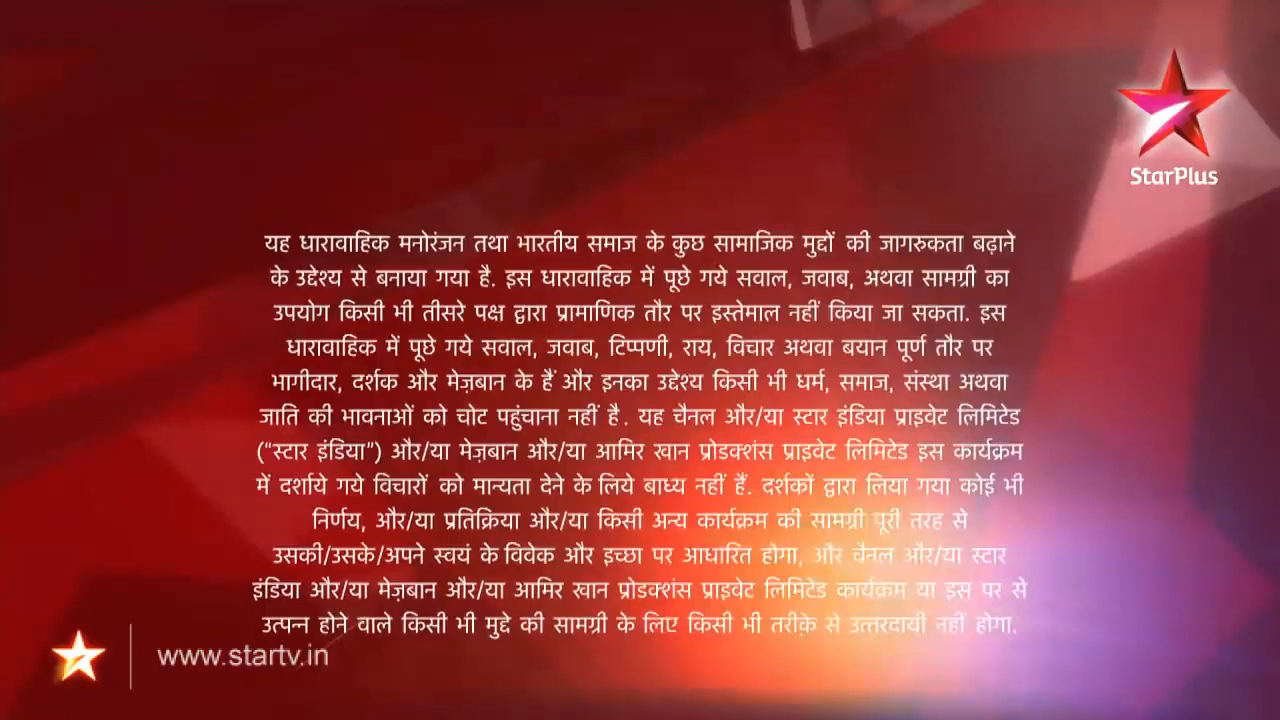 StarPlus
यह धारावाहिक मनोरंजन तथा भारतीय समाज के कुछ सामाजिक मुद्दों की जागरुकता बढ़ाने
के उद्देश्य से बनाया गया है. इस धारावाहिक में पूछे गये सवाल, जवाब, अथवा सामग्री का
उपयोग किसी भी तीसरे पक्ष द्वारा प्रामाणिक तौर पर इस्तेमाल नहीं किया जा सकता. इस
धारावाहिक में पूछे गये सवाल, जवाब, टिप्पणी, राय, विचार अथवा बयान पूर्ण तौर पर
भागीदार, दर्शक और मेज़बान के हैं और इनका उद्देश्य किसी भी धर्म, समाज, संस्था अथवा
जाति की भावनाओं को चोट पहुंचाना नहीं है. यह चैनल और/या स्टार इंडिया प्राइवेट लिमिटेड
(“स्टार इंडिया”) और/या मेज़बान और/या आमिर खान प्रोडक्शंस प्राइवेट लिमिटेड इस कार्यक्रम
में दर्शाये गये विचारों को मान्यता देने के लिये बाध्य नहीं हैं. दर्शकों द्वारा लिया गया कोई भी
निर्णय, और/या प्रतिक्रिया और/या किसी अन्य कार्यक्रम की सामग्री पूरी तरह से
उसकी/उसके/अपने स्वयं के विवेक और इच्छा पर आधारित होगा, और चैनल और/या स्टार
इंडिया और/या मेज़बान और/या आमिर खान प्रोडक्शंस प्राइवेट लिमिटेड कार्यक्रम या इस पर से
उत्पन्न होने वाले किसी भी मुद्दे की सामग्री के लिए किसी भी तरीक़े से उत्तरदायी नहीं होगा.
www.startv.in